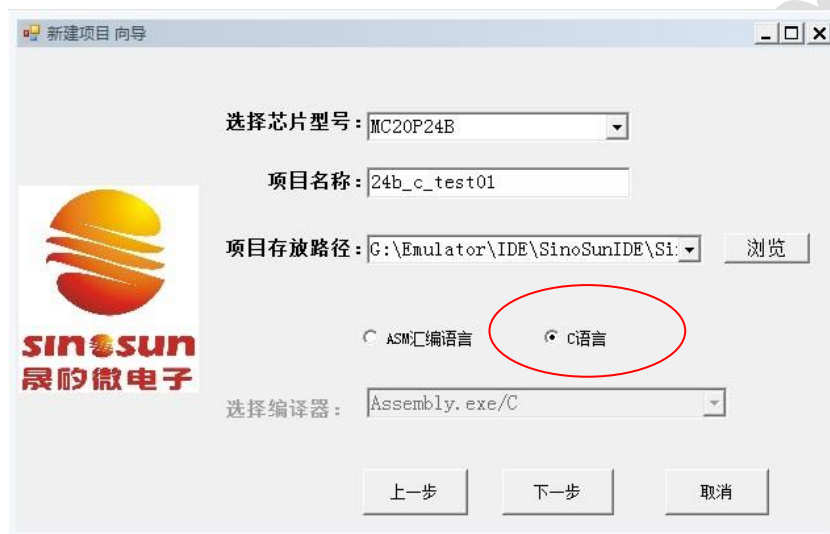 新建项目 向导
选择芯片型号： MC20P24B
项目名称： 24b_c_test01
项目存放路径： G:\Emulator\IDE\SinoSunIDE\Si 浏览
ASM汇编语言 C语言
sinosun
晟矽微电子
选择编译器： Assembly.exe/C
上一步 下一步 取消